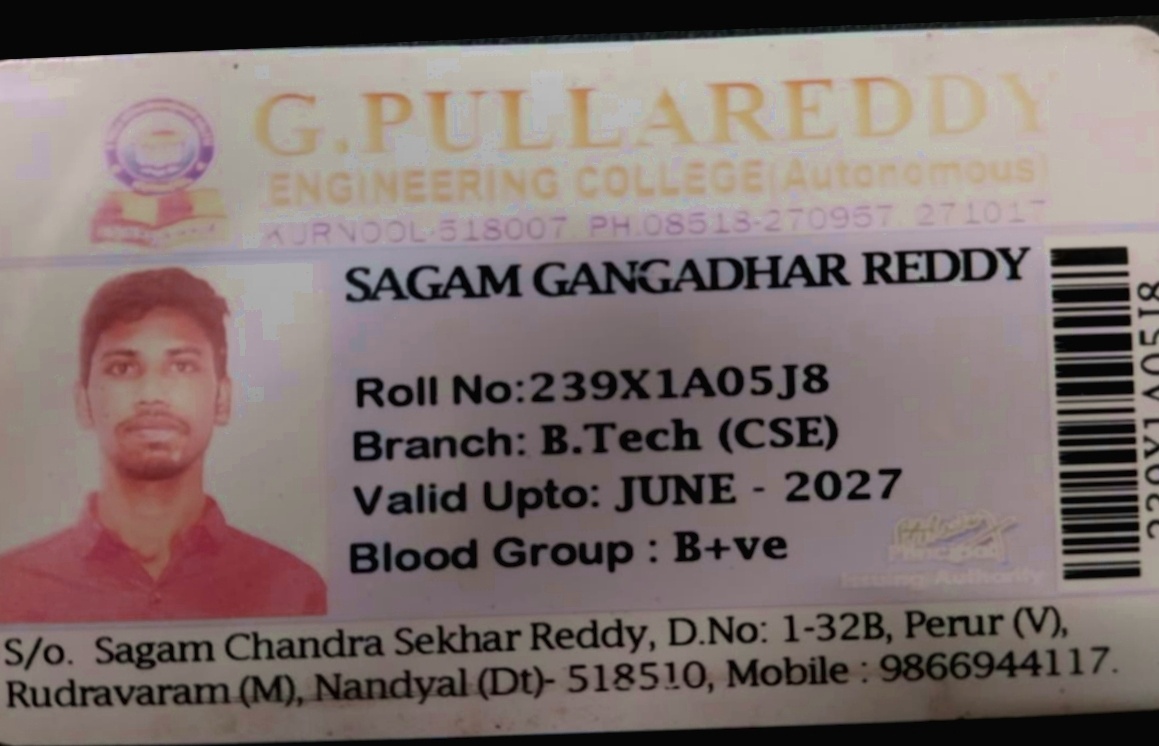 G.PULLAREDDY
ENGINEERING COLLEGE(Autonomous)
KURNOOL-518007. PH.08518-270957, 271017
SAGAM GANGADHAR REDDY
Roll No:239X1A05J8
Branch: B.Tech (CSE)
Valid Upto: JUNE - 2027
Blood Group : B+ve
Principal
Issuing Authority
239X1A05J8
S/o. Sagam Chandra Sekhar Reddy, D.No: 1-32B, Perur (V),
Rudravaram (M), Nandyal (Dt)- 518510, Mobile : 9866944117.